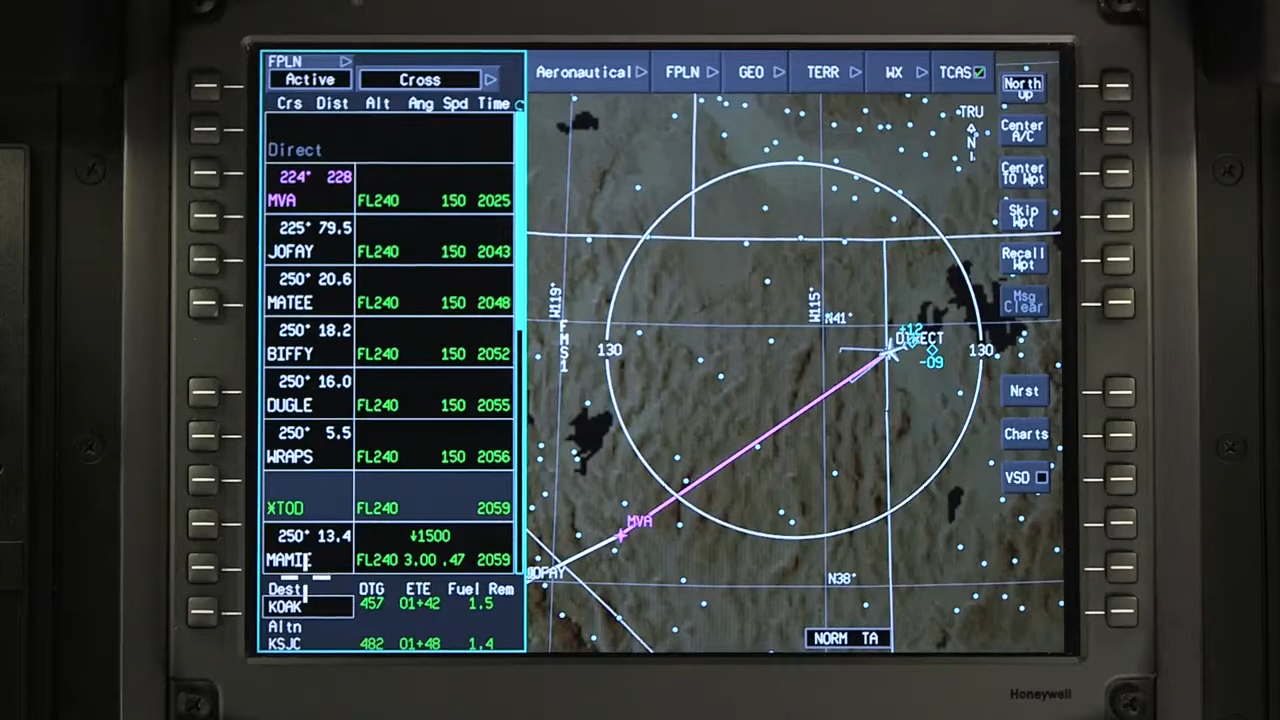 FPLN
Active Cross
Crs Dist Alt Ang Spd Time
Direct
224° 228
MVA FL240 150 2025
225° 79.5
JOFAY FL240 150 2043
250° 20.6
MATEE FL240 150 2048
250° 18.2
BIFFY FL240 150 2052
250° 16.0
DUGLE FL240 150 2055
250° 5.5
WRAPS FL240 150 2056
XTOD FL240 2059
250° 13.4 ↓1500
FL240 3.00 .47 2059
Dest DTG ETE Fuel Rem
KOAK 457 01+42 1.5
Altn
KSJC 482 01+48 1.4
Aeronautical FPLN GEO TERR WX TCAS
TRU
N
W119°
FMS1
W115°
N41°
130
130
+12
DIRECT
-09
MVA
JOFAY
N38°
NORM TA
North
Up
Center
A/C
Center
TO Wpt
Skip
Wpt
Recall
Wpt
Msg
Clear
Nrst
Charts
VSD
Honeywell